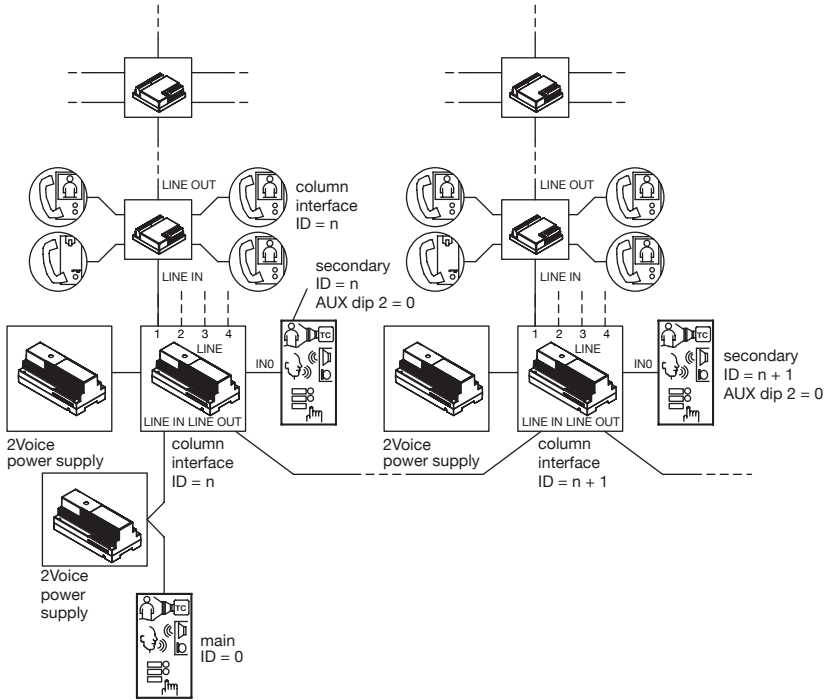 LINE OUT
column
interface
ID = n
LINE IN
secondary
ID = n
AUX dip 2 = 0
1 2 3 4
LINE
IN0
LINE IN LINE OUT
2Voice
power supply
column
interface
ID = n
2Voice
power
supply
TC
main
ID = 0
TC
LINE OUT
LINE IN
1 2 3 4
LINE
IN0
TC
secondary
ID = n + 1
AUX dip 2 = 0
LINE IN LINE OUT
2Voice
power supply
column
interface
ID = n + 1